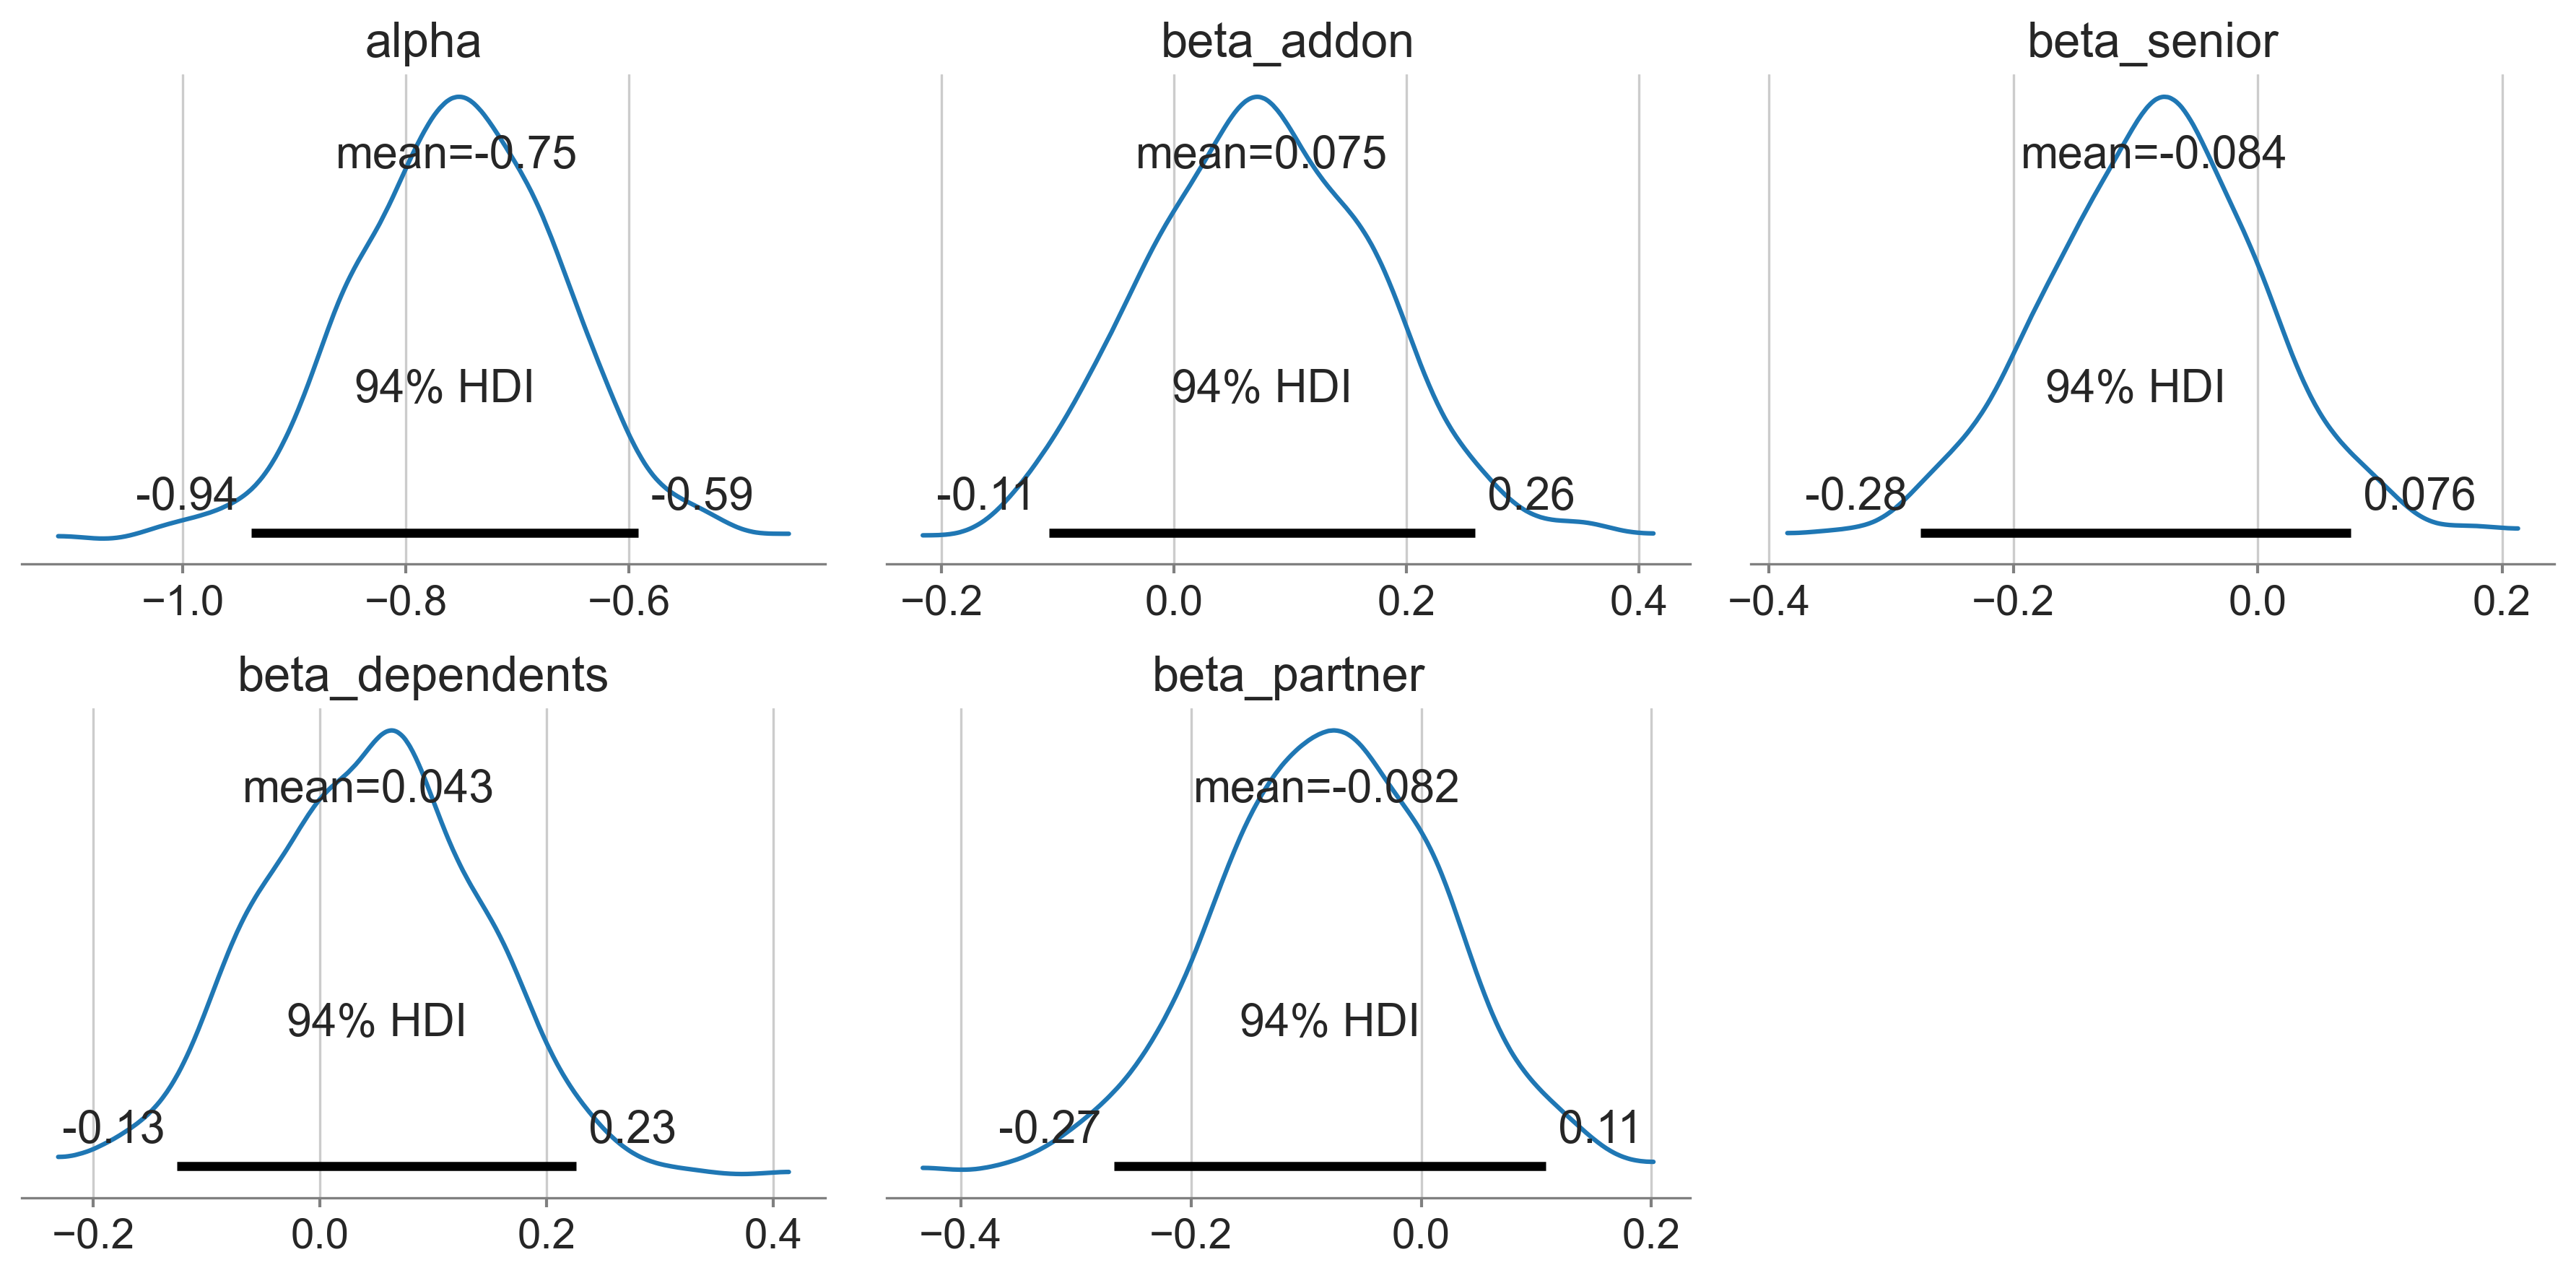 alpha
mean=-0.75
94% HDI
-0.94 -0.59
−1.0 −0.8 −0.6
beta_addon
mean=0.075
94% HDI
-0.11 0.26
−0.2 0.0 0.2 0.4
beta_senior
mean=-0.084
94% HDI
-0.28 0.076
−0.4 −0.2 0.0 0.2
beta_dependents
mean=0.043
94% HDI
-0.13 0.23
−0.2 0.0 0.2 0.4
beta_partner
mean=-0.082
94% HDI
-0.27 0.11
−0.4 −0.2 0.0 0.2